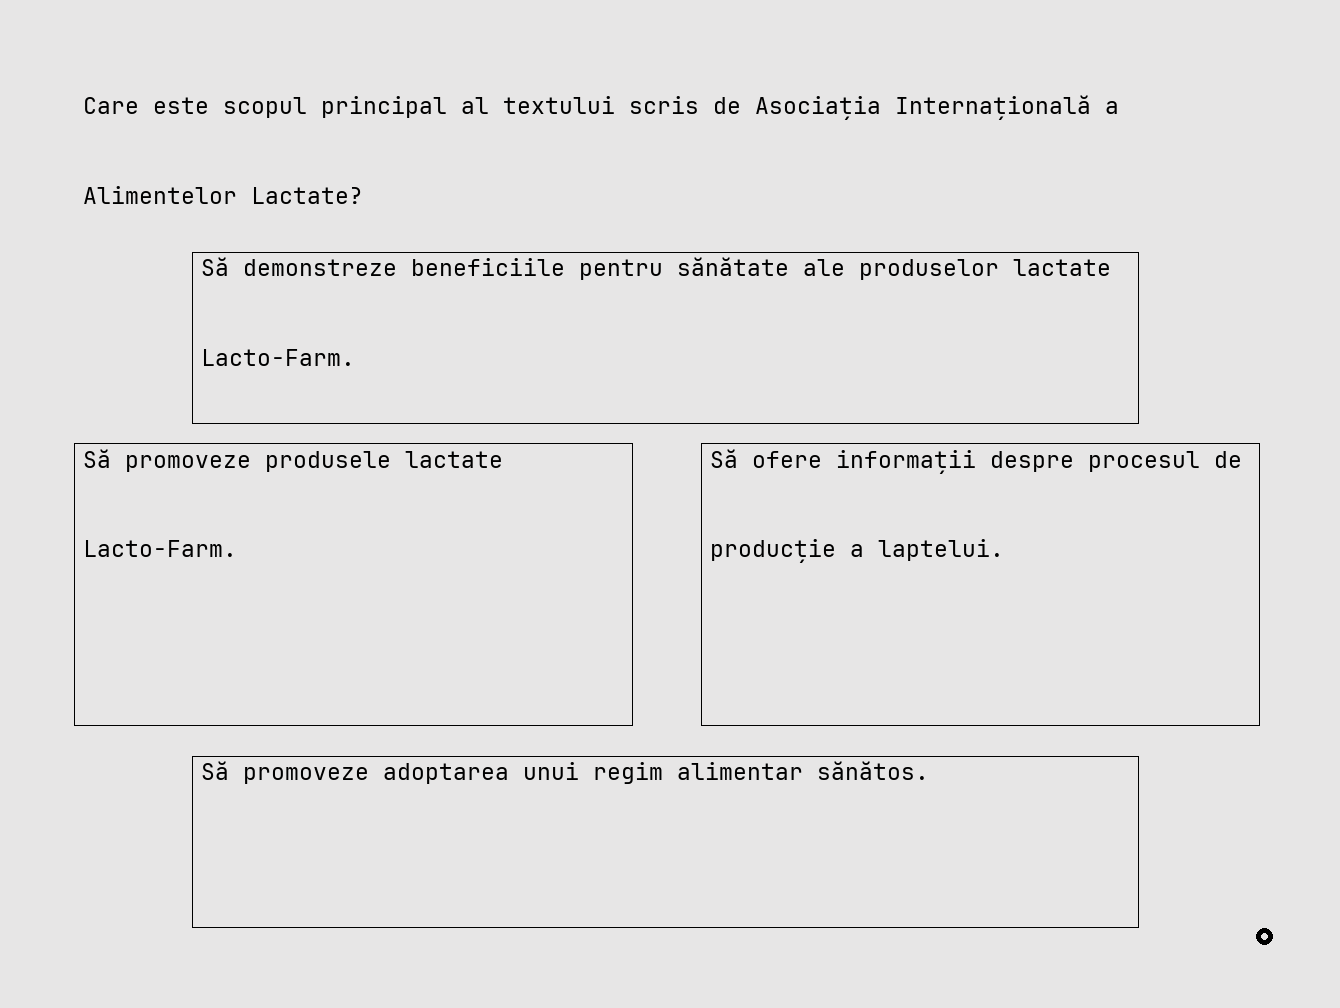 Care este scopul principal al textului scris de Asociația Internațională a
Alimentelor Lactate?
Să demonstreze beneficiile pentru sănătate ale produselor lactate
Lacto-Farm.
Să promoveze produsele lactate
Lacto-Farm.
Să ofere informații despre procesul de
producție a laptelui.
Să promoveze adoptarea unui regim alimentar sănătos.